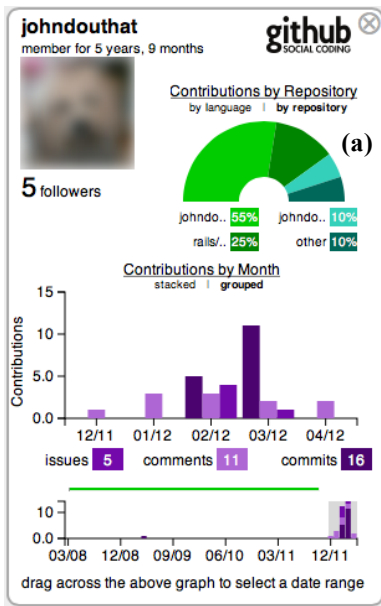 johndouthat
member for 5 years, 9 months
github
SOCIAL CODING
5 followers
Contributions by Repository
by language | by repository
(a)
johndo.. 55% johndo.. 10%
rails/.. 25% other 10%
Contributions by Month
stacked | grouped
Contributions
15
10
5.0
0.0
12/11 01/12 02/12 03/12 04/12
issues 5 comments 11 commits 16
10
0.0
03/08 12/08 09/09 06/10 03/11 12/11
drag across the above graph to select a date range